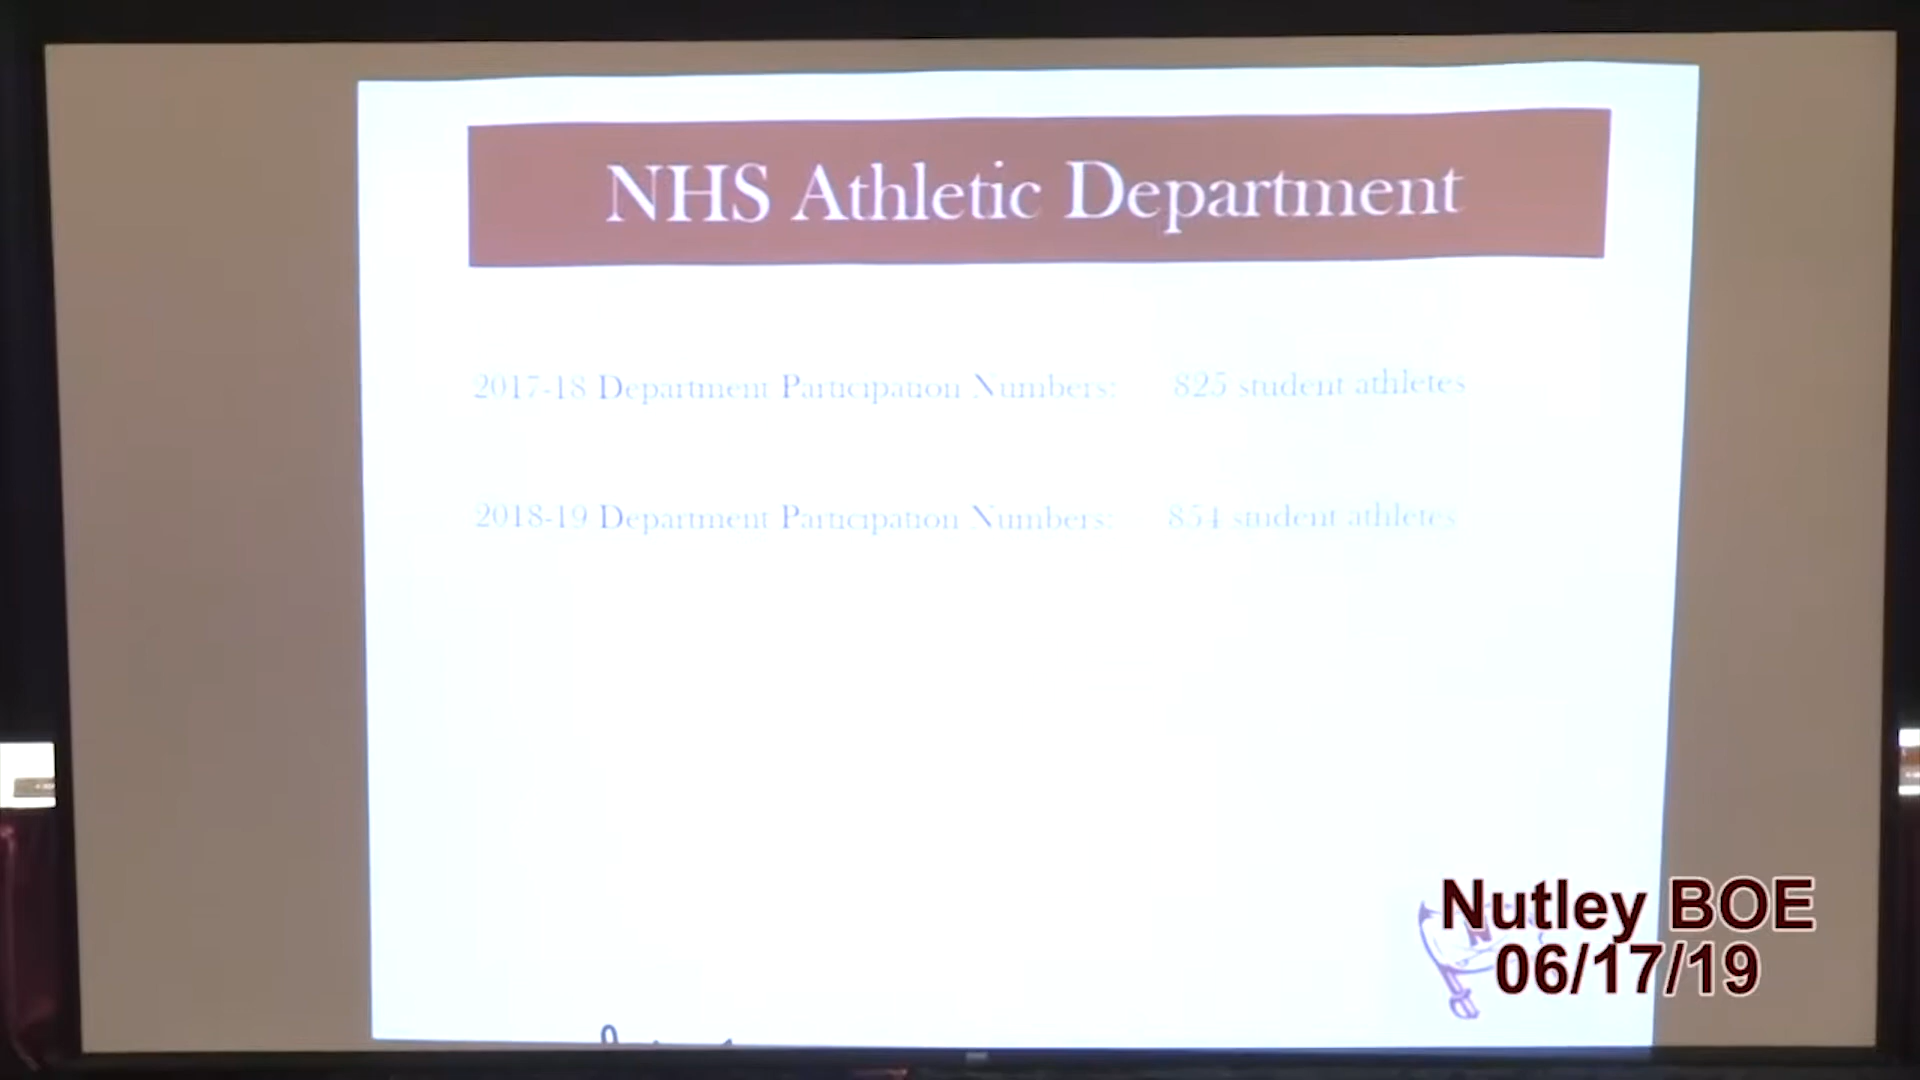 NHS Athletic Department
2017-18 Department Participation Numbers: 825 student athletes
2018-19 Department Participation Numbers: 854 student athletes
Nutley BOE
06/17/19